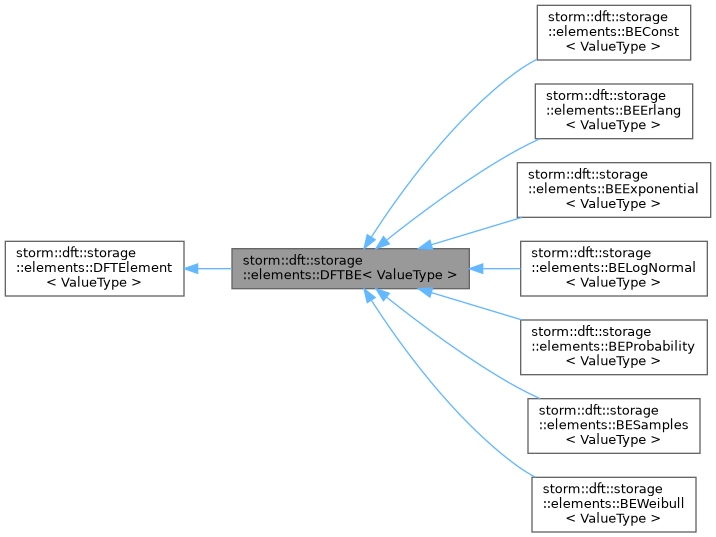 storm::dft::storage
::elements::BEConst
< ValueType >
storm::dft::storage
::elements::BEErlang
< ValueType >
storm::dft::storage
::elements::BEExponential
< ValueType >
storm::dft::storage
::elements::DFTElement
< ValueType >
storm::dft::storage
::elements::DFTBE< ValueType >
storm::dft::storage
::elements::BELogNormal
< ValueType >
storm::dft::storage
::elements::BEProbability
< ValueType >
storm::dft::storage
::elements::BESamples
< ValueType >
storm::dft::storage
::elements::BEWeibull
< ValueType >